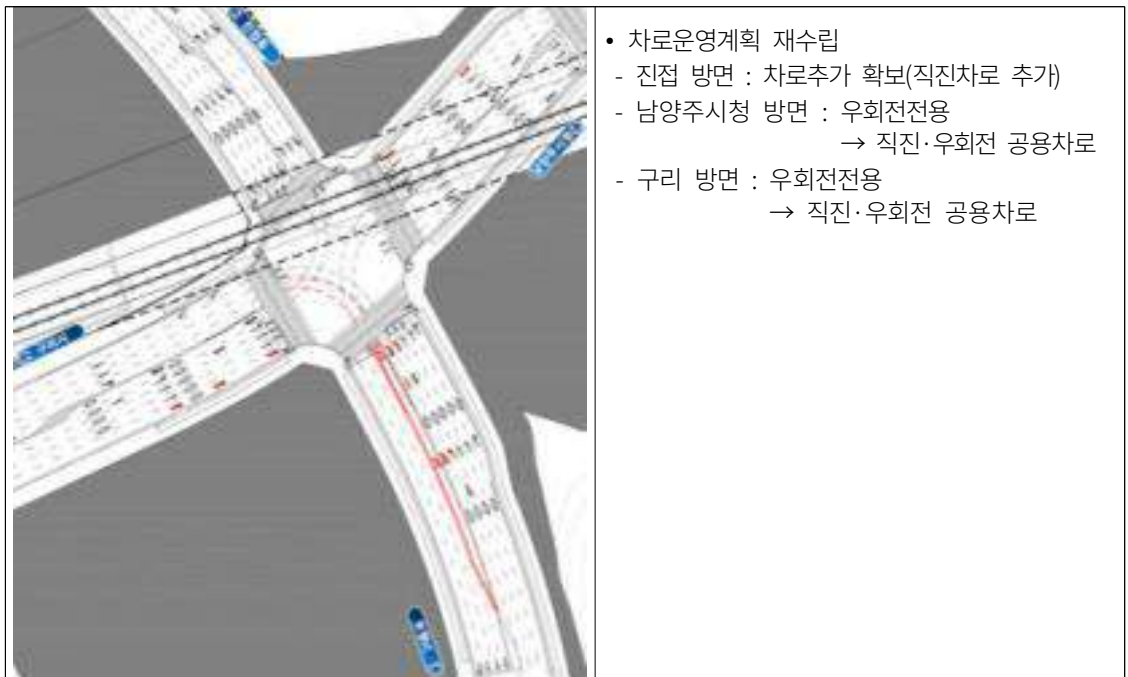 • 차로운영계획 재수립
- 진접 방면 : 차로추가 확보(직진차로 추가)
- 남양주시청 방면 : 우회전전용
→ 직진·우회전 공용차로
- 구리 방면 : 우회전전용
→ 직진·우회전 공용차로